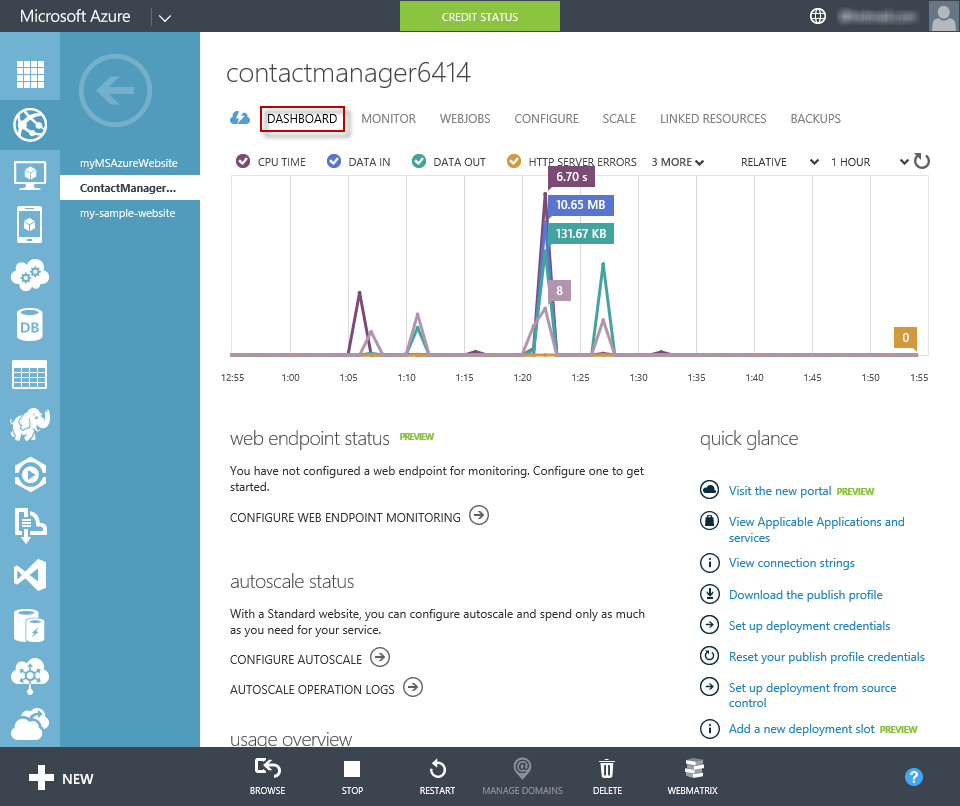 Microsoft Azure
CREDIT STATUS
myMSAzureWebsite
ContactManager...
my-sample-website
DB
contactmanager6414
DASHBOARD MONITOR WEBJOBS CONFIGURE SCALE LINKED RESOURCES BACKUPS
CPU TIME DATA IN DATA OUT HTTP SERVER ERRORS 3 MORE RELATIVE 1 HOUR
6.70 s
10.65 MB
131.67 KB
8
0
12:55 1:00 1:05 1:10 1:15 1:20 1:25 1:30 1:35 1:40 1:45 1:50 1:55
web endpoint status PREVIEW
You have not configured a web endpoint for monitoring. Configure one to get
started.
CONFIGURE WEB ENDPOINT MONITORING
autoscale status
With a Standard website, you can configure autoscale and spend only as much
as you need for your service.
CONFIGURE AUTOSCALE
AUTOSCALE OPERATION LOGS
usage overview
quick glance
Visit the new portal PREVIEW
View Applicable Applications and
services
View connection strings
Download the publish profile
Set up deployment credentials
Reset your publish profile credentials
Set up deployment from source
control
Add a new deployment slot PREVIEW
NEW
BROWSE STOP RESTART MANAGE DOMAINS DELETE WEBMATRIX
?